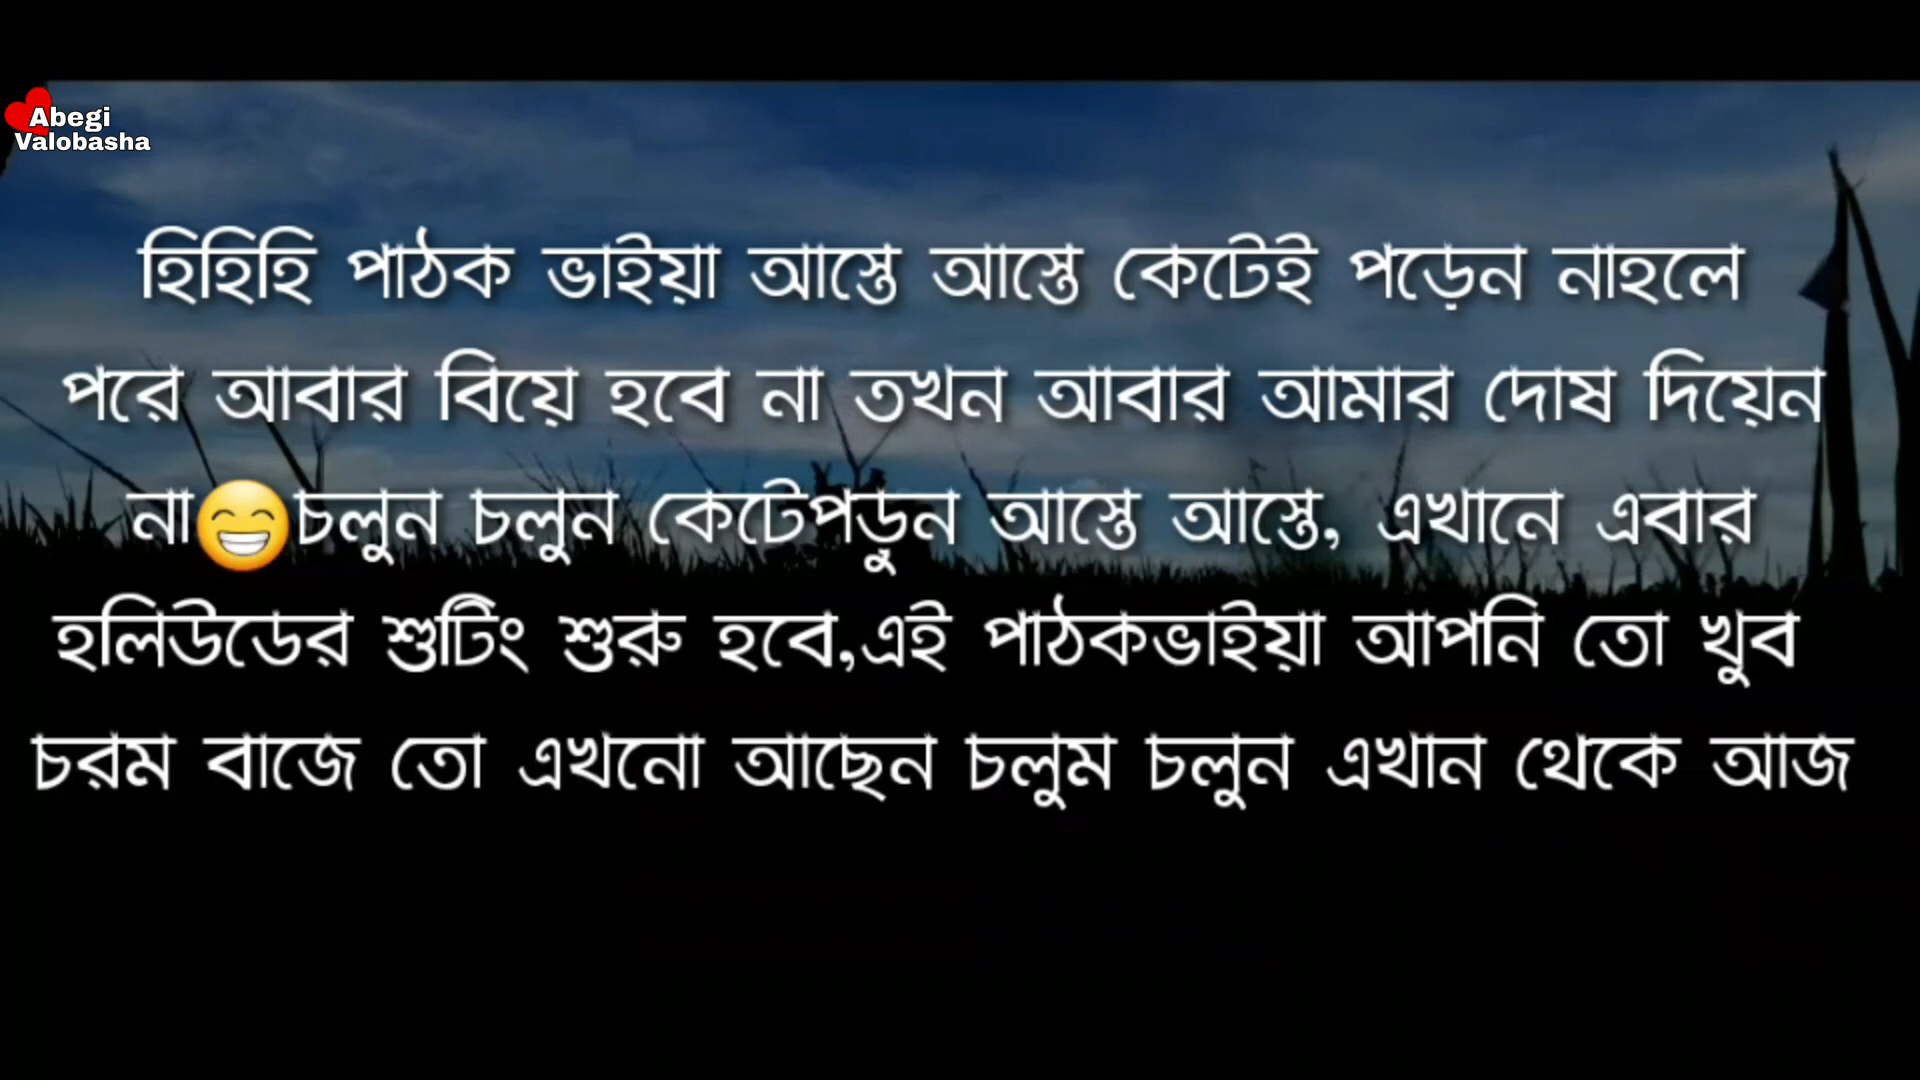 Abegi
Valobasha
হিহিহি পাঠক ভাইয়া আস্তে আস্তে কেটেই পড়েন নাহলে
পরে আবার বিয়ে হবে না তখন আবার আমার দোষ দিয়েন
না😁চলুন চলুন কেটেপড়ুন আস্তে আস্তে, এখানে এবার
হলিউডের শুটিং শুরু হবে,এই পাঠকভাইয়া আপনি তো খুব
চরম বাজে তো এখনো আছেন চলুম চলুন এখান থেকে আজ